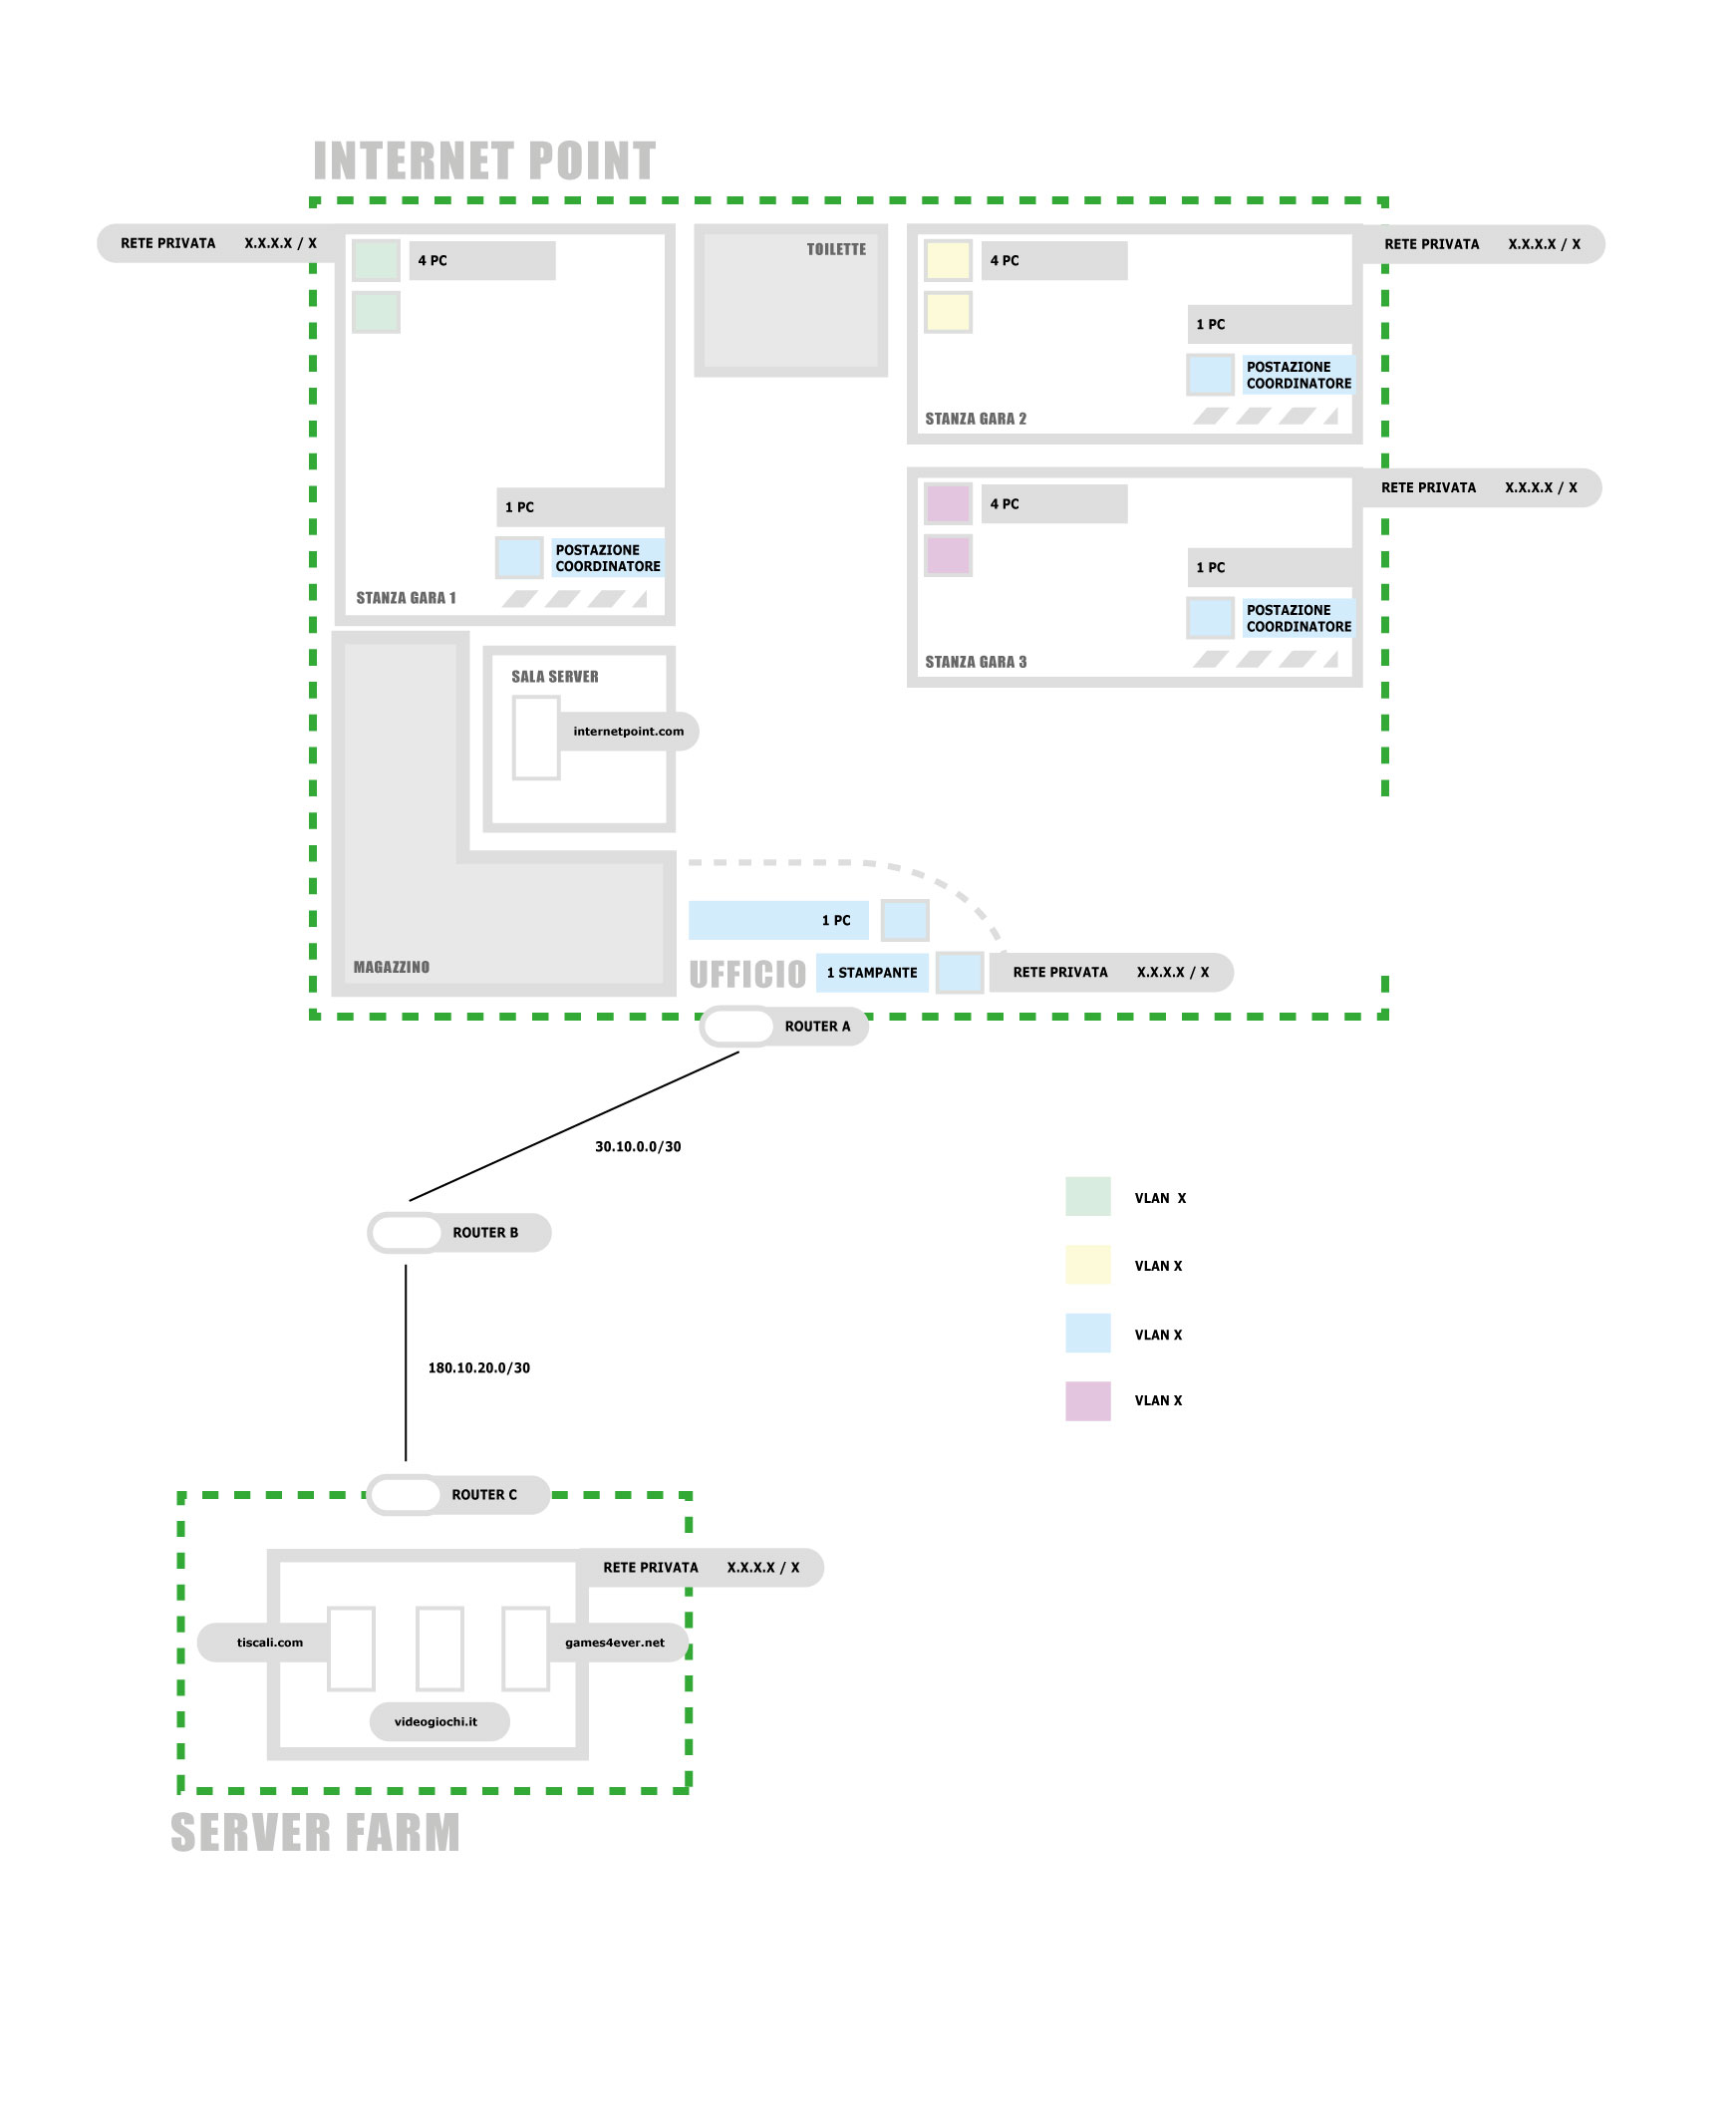 INTERNET POINT
RETE PRIVATA X.X.X.X / X
4 PC
TOILETTE
4 PC
RETE PRIVATA X.X.X.X / X
1 PC
POSTAZIONE
COORDINATORE
STANZA GARA 2
1 PC
POSTAZIONE
COORDINATORE
STANZA GARA 1
RETE PRIVATA X.X.X.X / X
4 PC
1 PC
POSTAZIONE
COORDINATORE
STANZA GARA 3
SALA SERVER
internetpoint.com
MAGAZZINO
1 PC
UFFICIO
1 STAMPANTE
RETE PRIVATA X.X.X.X / X
ROUTER A
30.10.0.0/30
ROUTER B
180.10.20.0/30
VLAN X
VLAN X
VLAN X
VLAN X
ROUTER C
RETE PRIVATA X.X.X.X / X
tiscali.com
games4ever.net
videogiochi.it
SERVER FARM